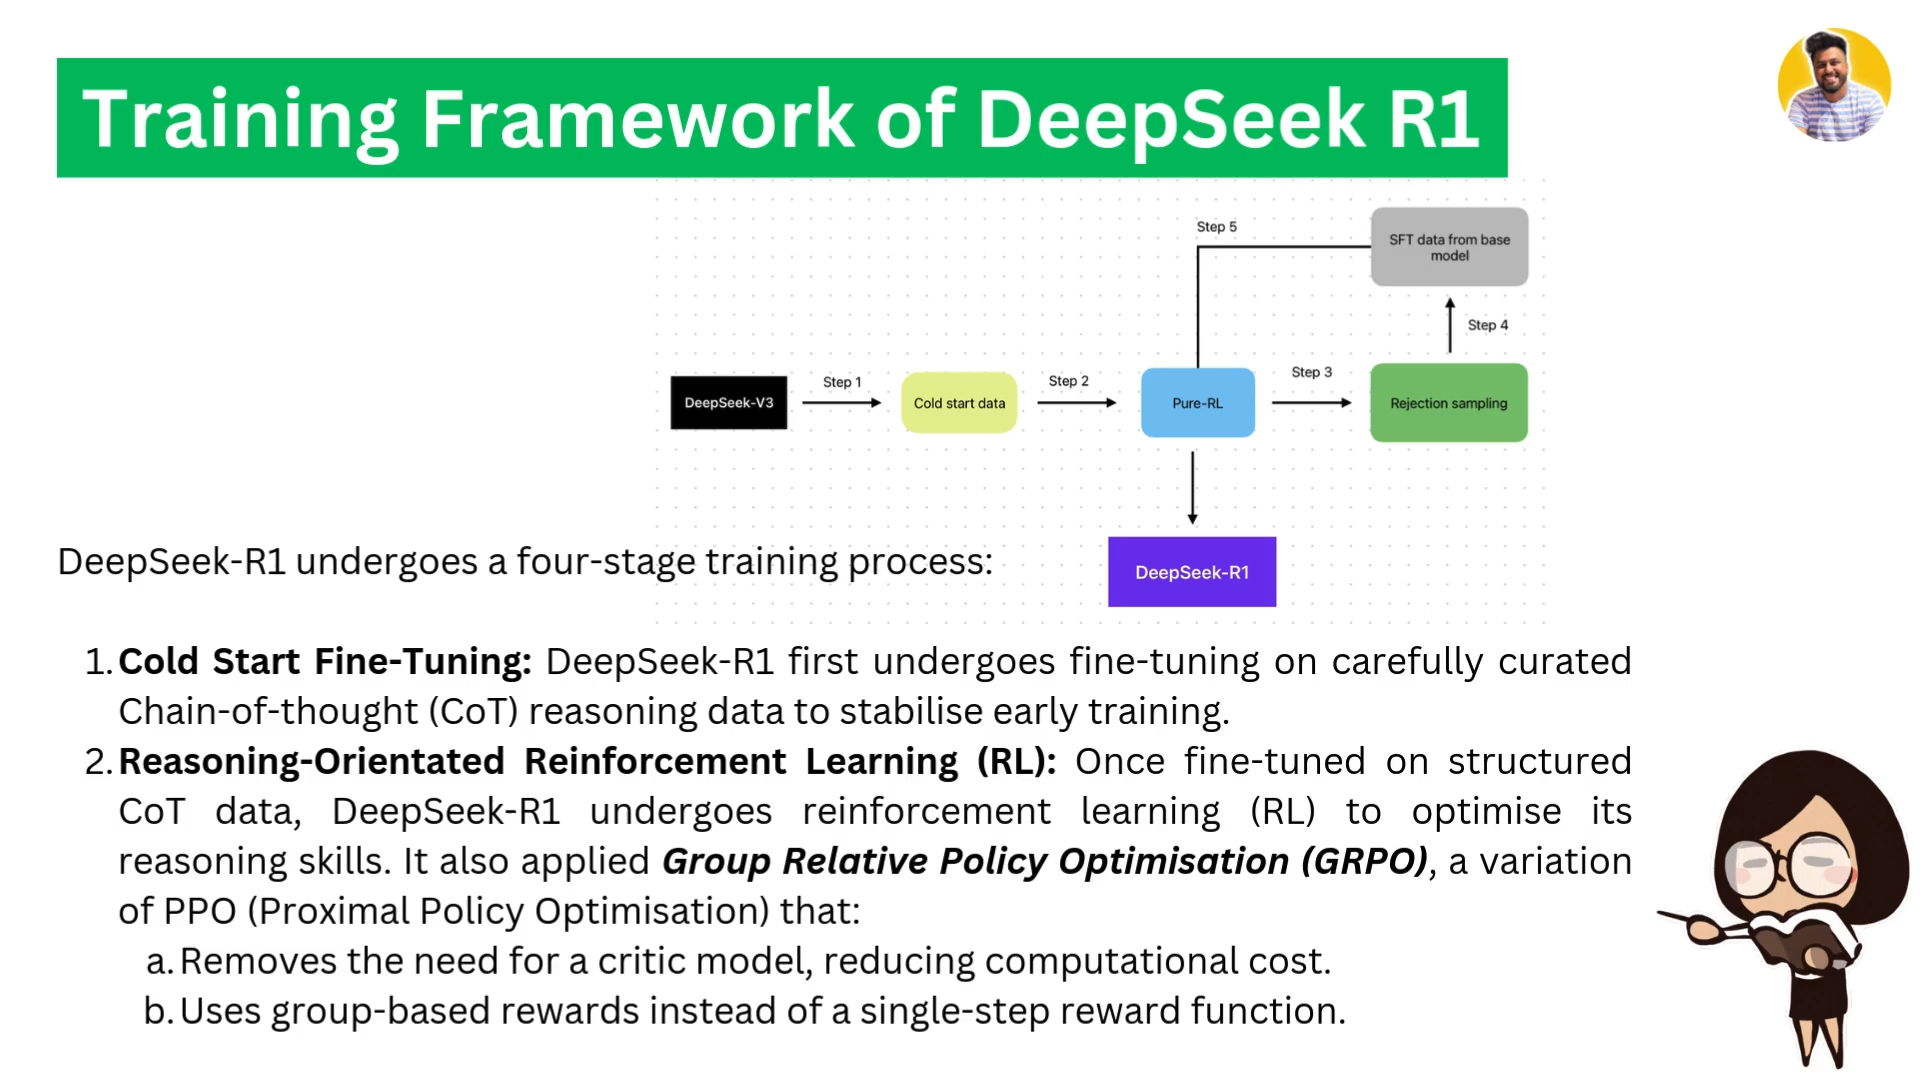 Training Framework of DeepSeek R1
Step 5
SFT data from base
model
Step 4
DeepSeek-V3
Step 1
Cold start data
Step 2
Pure-RL
Step 3
Rejection sampling
DeepSeek-R1
DeepSeek-R1 undergoes a four-stage training process:
1. Cold Start Fine-Tuning: DeepSeek-R1 first undergoes fine-tuning on carefully curated
Chain-of-thought (CoT) reasoning data to stabilise early training.
2. Reasoning-Orientated Reinforcement Learning (RL): Once fine-tuned on structured
CoT data, DeepSeek-R1 undergoes reinforcement learning (RL) to optimise its
reasoning skills. It also applied Group Relative Policy Optimisation (GRPO), a variation
of PPO (Proximal Policy Optimisation) that:
a. Removes the need for a critic model, reducing computational cost.
b. Uses group-based rewards instead of a single-step reward function.